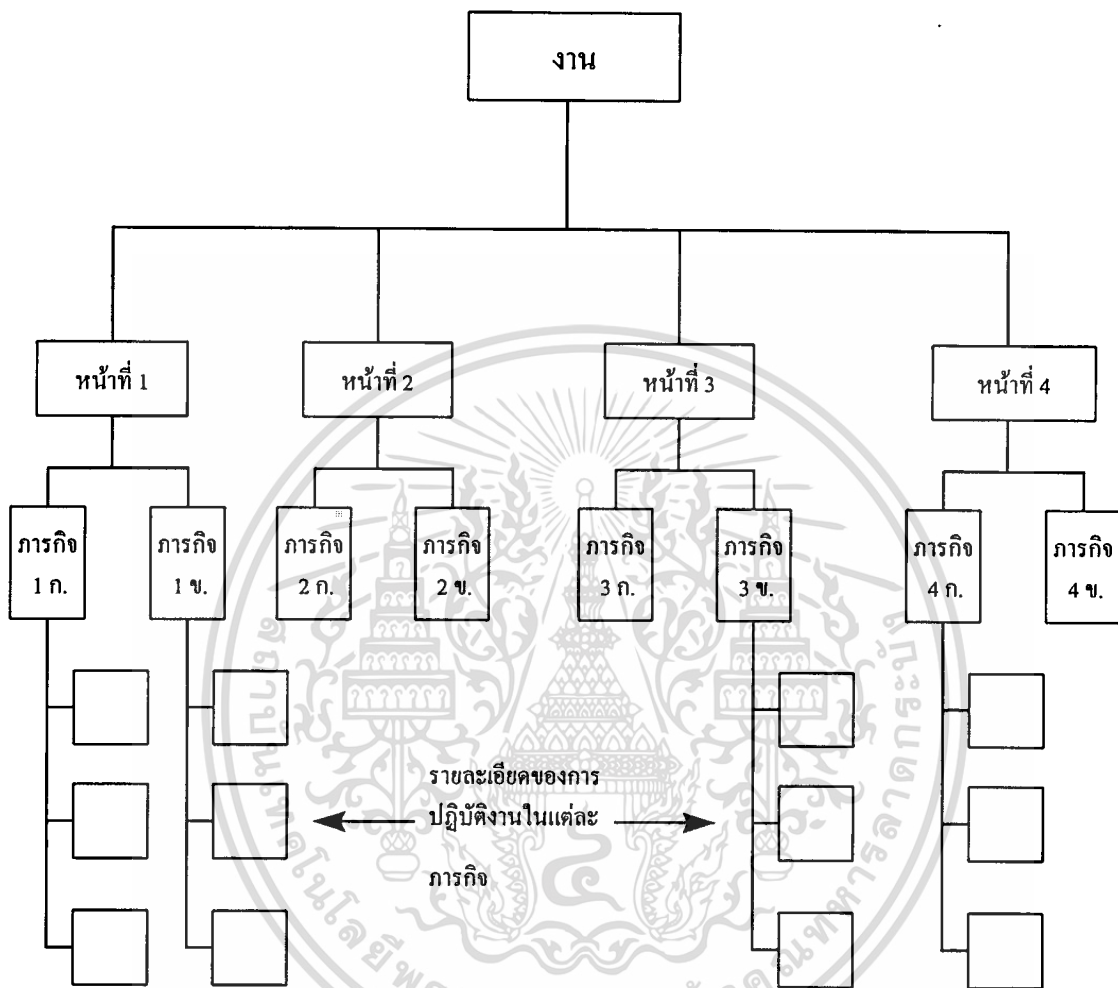 งาน
หน้าที่ 1
หน้าที่ 2
หน้าที่ 3
หน้าที่ 4
ภารกิจ
1 ก.
ภารกิจ
1 ข.
ภารกิจ
2 ก.
ภารกิจ
2 ข.
ภารกิจ
3 ก.
ภารกิจ
3 ข.
ภารกิจ
4 ก.
ภารกิจ
4 ข.
รายละเอียดของการ
ปฏิบัติงานในแต่ละ
ภารกิจ